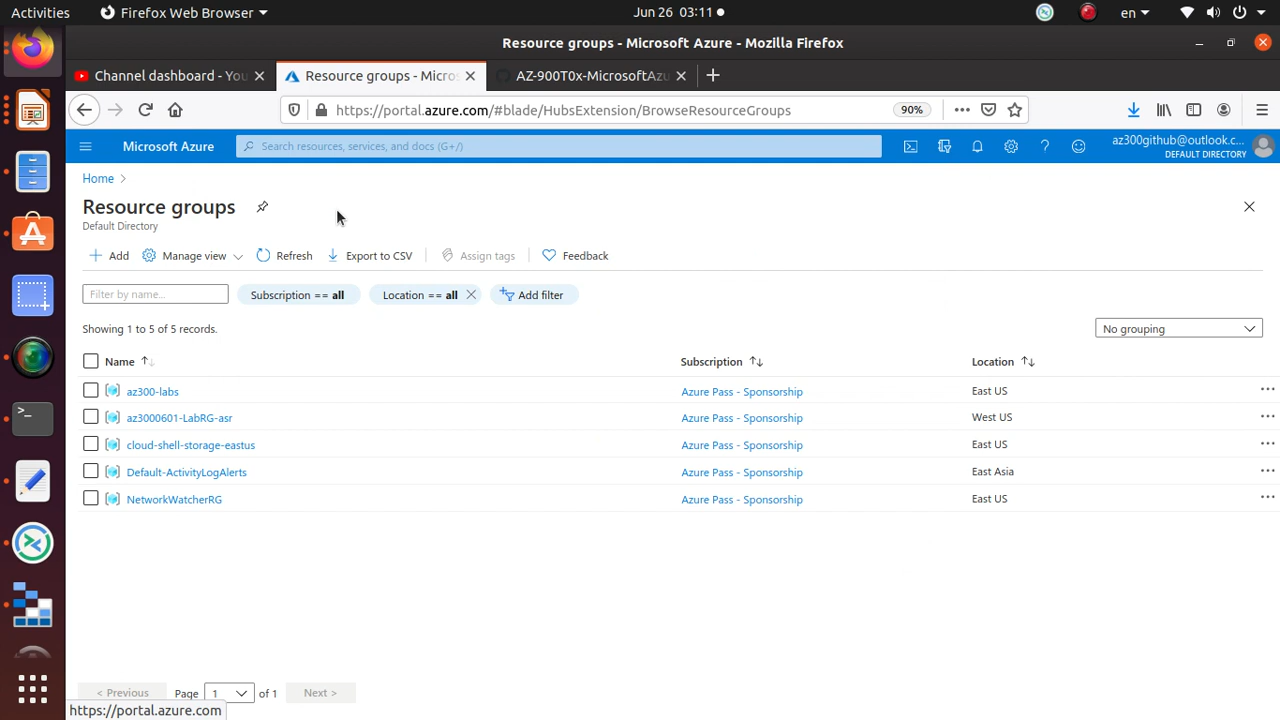 Activities Firefox Web Browser Jun 26 03:11 en
Resource groups - Microsoft Azure - Mozilla Firefox
Channel dashboard - You Resource groups - Micros AZ-900T0x-MicrosoftAzu
https://portal.azure.com/#blade/HubsExtension/BrowseResourceGroups 90%
Microsoft Azure Search resources, services, and docs (G+/) az300github@outlook.c...
DEFAULT DIRECTORY
Home >
Resource groups
Default Directory
Add Manage view Refresh Export to CSV Assign tags Feedback
Filter by name... Subscription == all Location == all Add filter
Showing 1 to 5 of 5 records. No grouping
Name Subscription Location
az300-labs Azure Pass - Sponsorship East US
az3000601-LabRG-asr Azure Pass - Sponsorship West US
cloud-shell-storage-eastus Azure Pass - Sponsorship East US
Default-ActivityLogAlerts Azure Pass - Sponsorship East Asia
NetworkWatcherRG Azure Pass - Sponsorship East US
< Previous Page 1 of 1 Next >
https://portal.azure.com